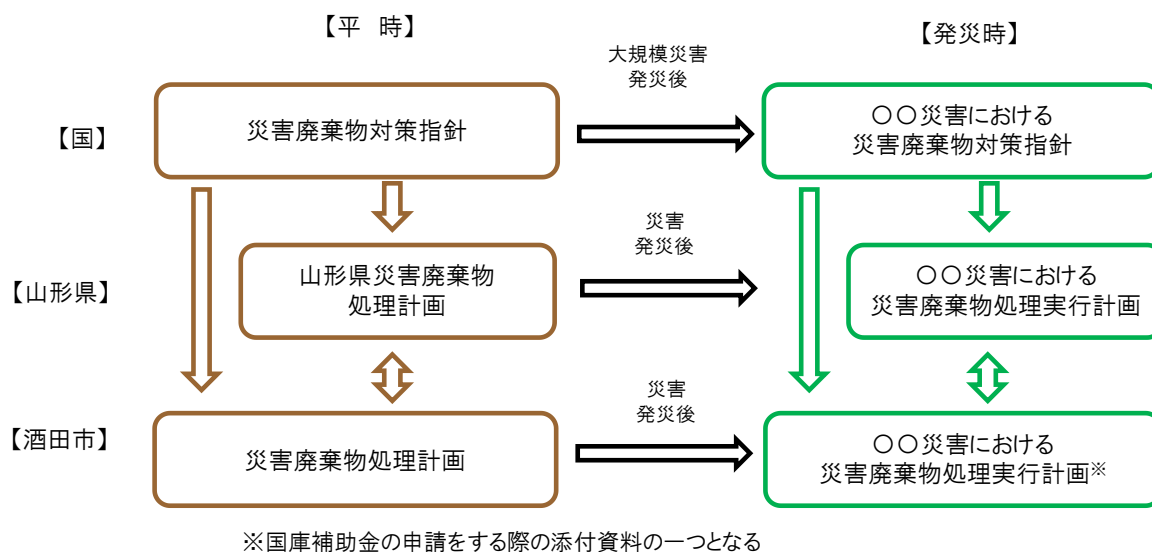 【平 時】
【発災時】
大規模災害
発災後
【国】
災害廃棄物対策指針
〇〇災害における
災害廃棄物対策指針
災害
発災後
【山形県】
山形県災害廃棄物
処理計画
〇〇災害における
災害廃棄物処理実行計画
災害
発災後
【酒田市】
災害廃棄物処理計画
〇〇災害における
災害廃棄物処理実行計画※
※国庫補助金の申請をする際の添付資料の一つとなる